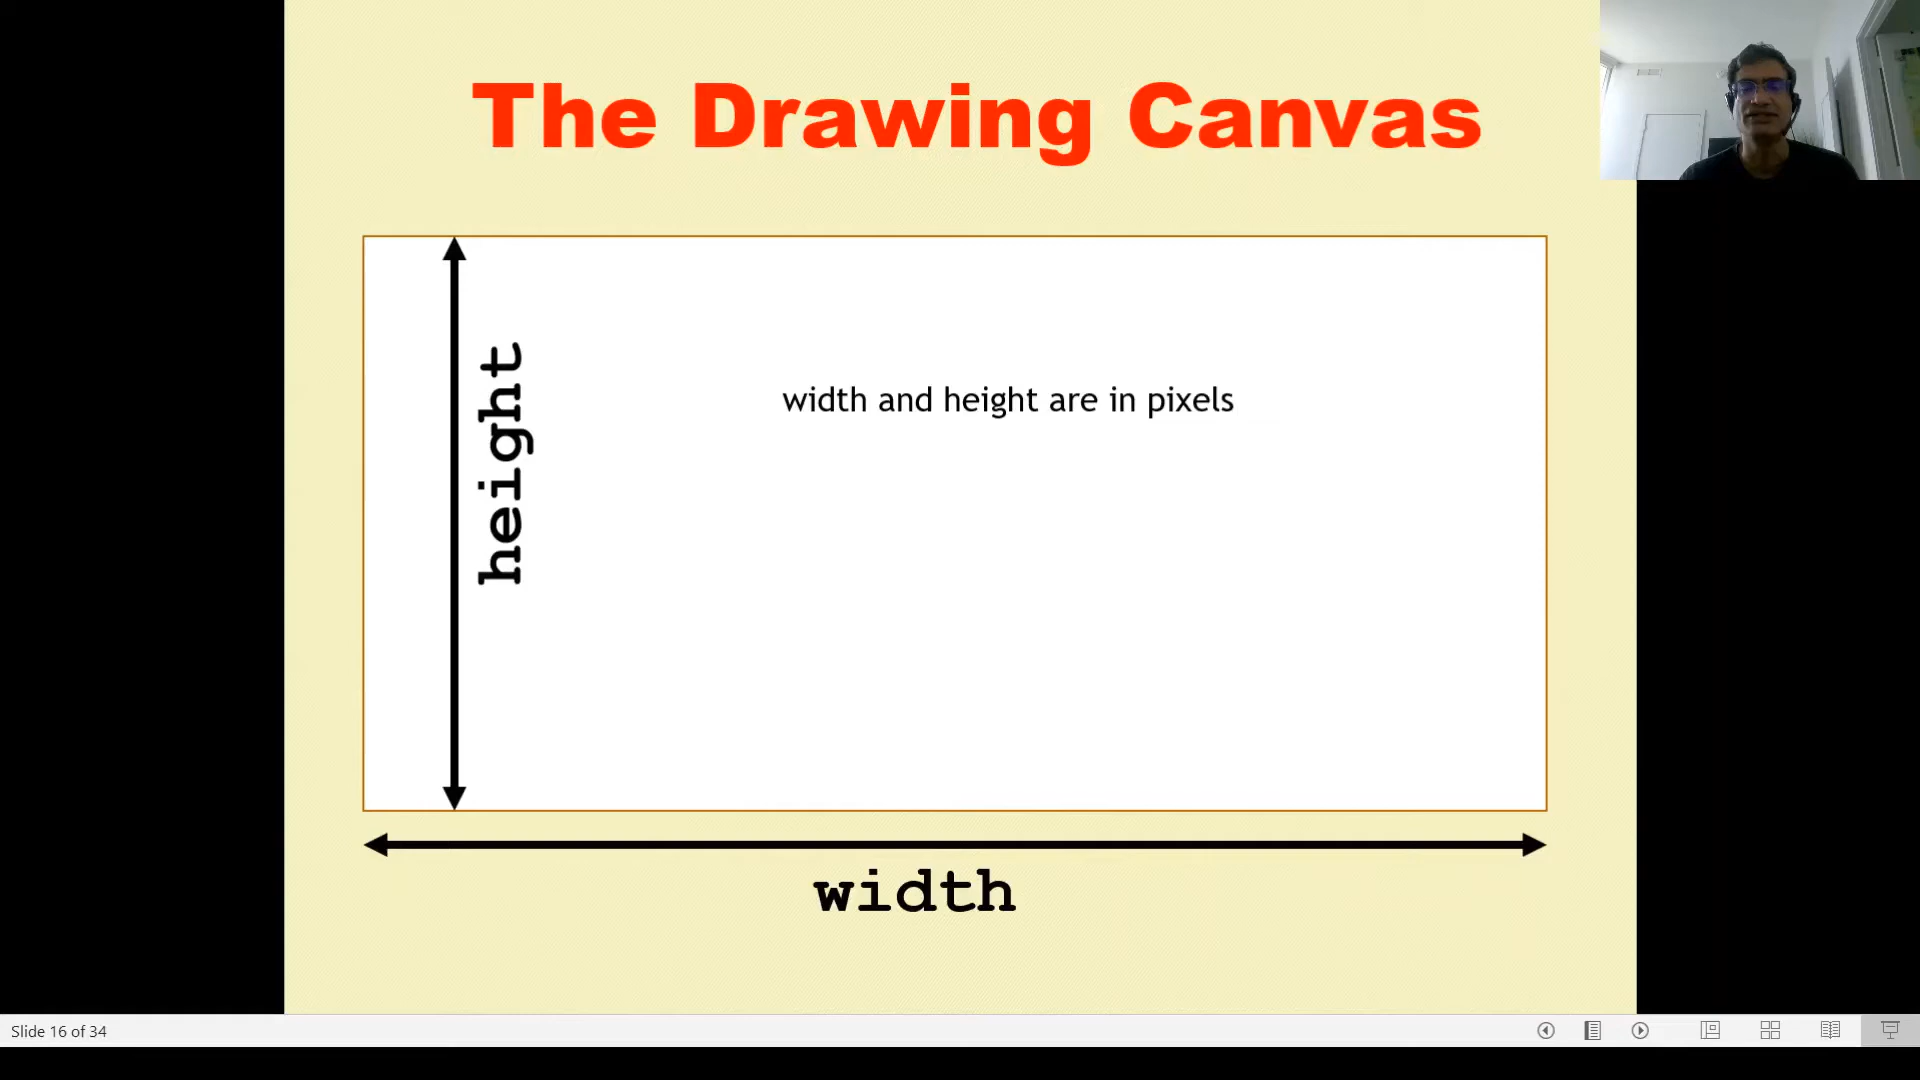 The Drawing Canvas
height
width and height are in pixels
width
Slide 16 of 34